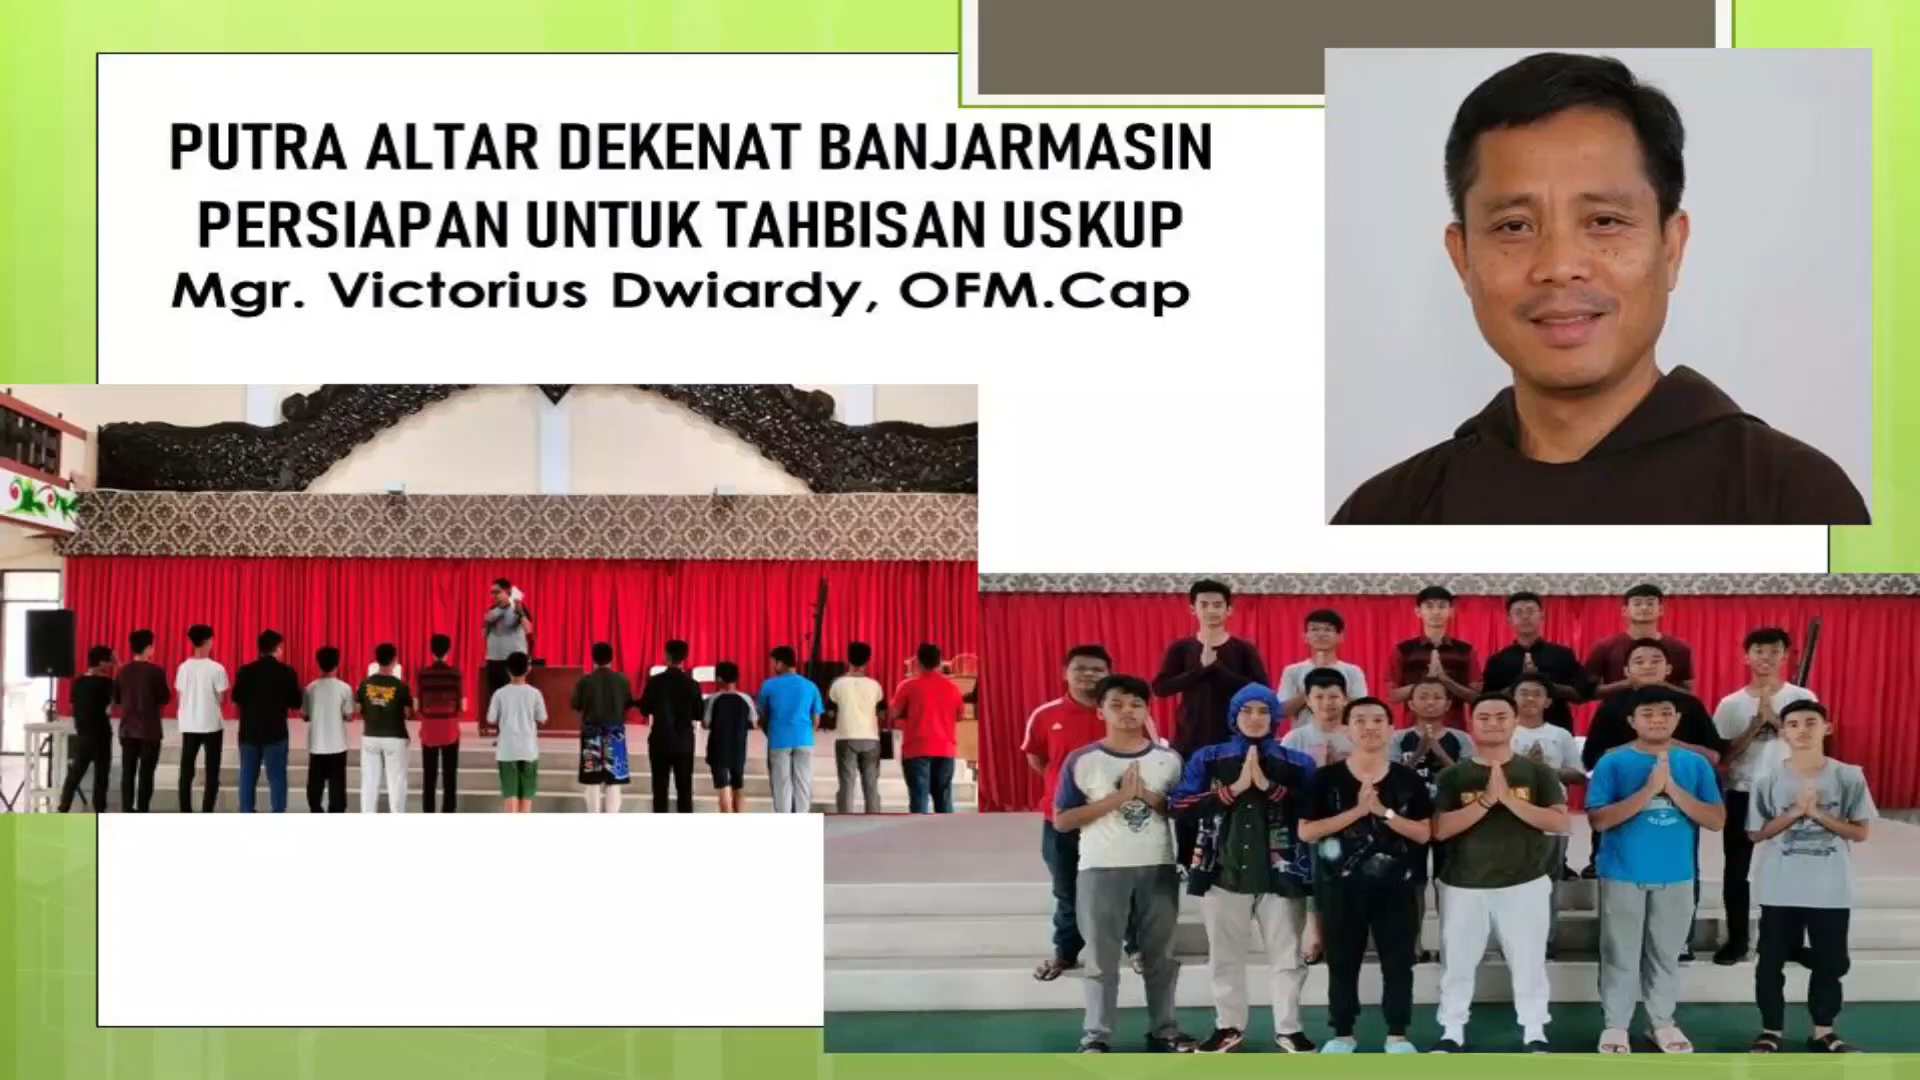 PUTRA ALTAR DEKENAT BANJARMASIN
PERSIAPAN UNTUK TAHBISAN USKUP
Mgr. Victorius Dwiardy, OFM.Cap